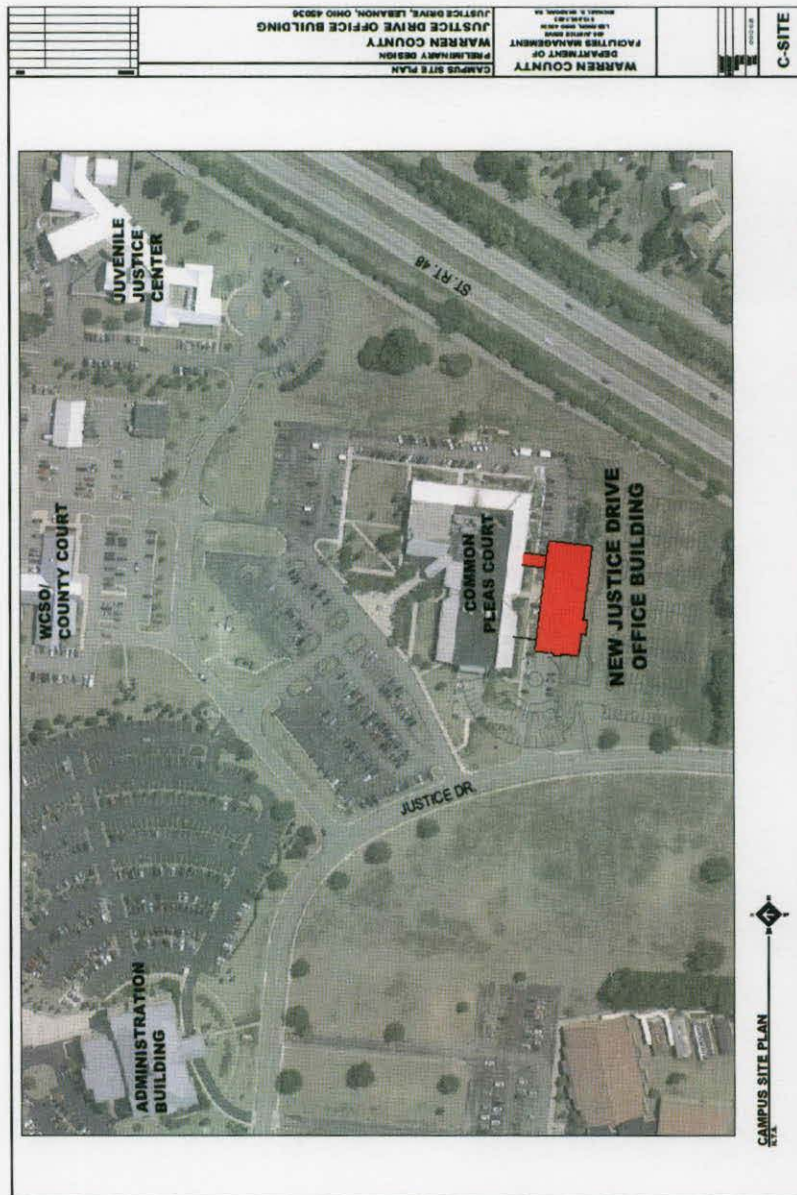 CAMPUS SITE PLAN
PRELIMINARY DESIGN
WARREN COUNTY
JUSTICE DRIVE OFFICE BUILDING
JUSTICE DRIVE, LEBANON, OHIO 45036
WARREN COUNTY
DEPARTMENT OF
FACILITIES MANAGEMENT
C-SITE
JUVENILE
JUSTICE
CENTER
ST. RT. 48
WCSO/
COUNTY COURT
COMMON
PLEAS COURT
NEW JUSTICE DRIVE
OFFICE BUILDING
JUSTICE DR.
ADMINISTRATION
BUILDING
CAMPUS SITE PLAN
N.T.S.